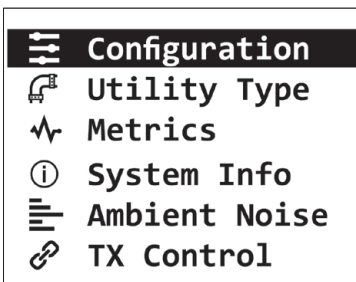 Configuration
Utility Type
Metrics
System Info
Ambient Noise
TX Control